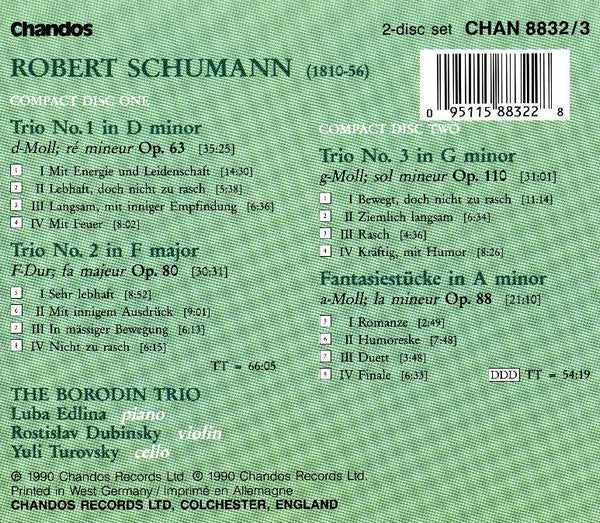 Chandos
2-disc set CHAN 8832/3
ROBERT SCHUMANN (1810-56)
0 95115 88322 8
COMPACT DISC ONE
Trio No. 1 in D minor
d-Moll; ré mineur Op. 63 [35:25]
1 I Mit Energie und Leidenschaft [14:30]
2 II Lebhaft, doch nicht zu rasch [5:38]
3 III Langsam, mit inniger Empfindung [6:36]
4 IV Mit Feuer [8:02]
Trio No. 2 in F major
F-Dur; fa majeur Op. 80 [30:31]
5 I Sehr lebhaft [8:52]
6 II Mit innigem Ausdrück [9:01]
7 III In mässiger Bewegung [6:13]
8 IV Nicht zu rasch [6:15]
TT = 66:05
COMPACT DISC TWO
Trio No. 3 in G minor
g-Moll; sol mineur Op. 110 [31:01]
1 I Bewegt, doch nicht zu rasch [11:14]
2 II Ziemlich langsam [6:34]
3 III Rasch [4:36]
4 IV Kräftig, mit Humor [8:26]
Fantasiestücke in A minor
a-Moll; la mineur Op. 88 [21:10]
5 I Romanze [2:49]
6 II Humoreske [7:48]
7 III Duett [3:48]
8 IV Finale [6:33]
DDD TT = 54:19
THE BORODIN TRIO
Luba Edlina piano
Rostislav Dubinsky violin
Yuli Turovsky cello
℗ 1990 Chandos Records Ltd. © 1990 Chandos Records Ltd.
Printed in West Germany / Imprimé en Allemagne
CHANDOS RECORDS LTD, COLCHESTER, ENGLAND